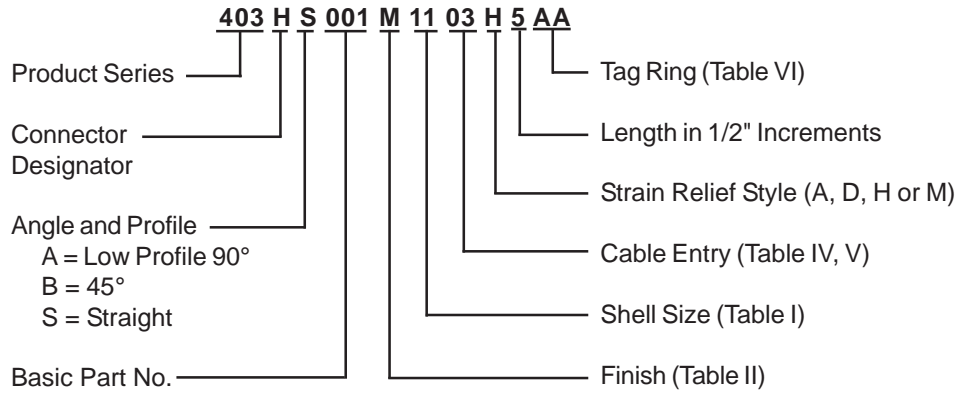 403 H S 001 M 11 03 H 5 AA
Product Series
Connector
Designator
Angle and Profile
A = Low Profile 90°
B = 45°
S = Straight
Basic Part No.
Tag Ring (Table VI)
Length in 1/2" Increments
Strain Relief Style (A, D, H or M)
Cable Entry (Table IV, V)
Shell Size (Table I)
Finish (Table II)